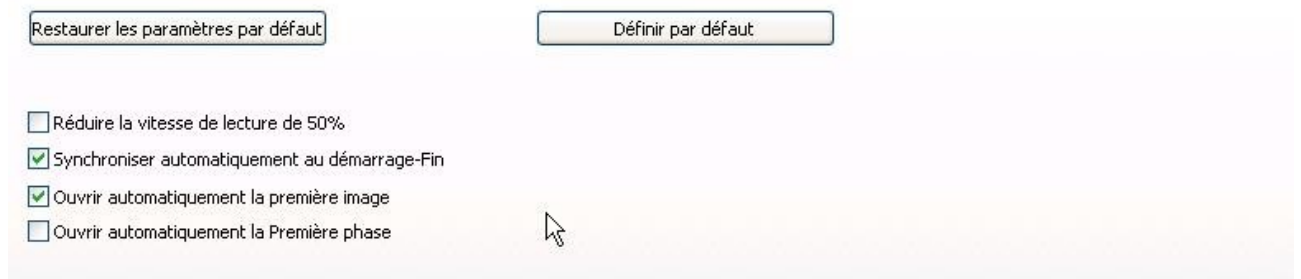 Restaurer les paramètres par défaut Définir par défaut
Réduire la vitesse de lecture de 50%
Synchroniser automatiquement au démarrage-Fin
Ouvrir automatiquement la première image
Ouvrir automatiquement la Première phase